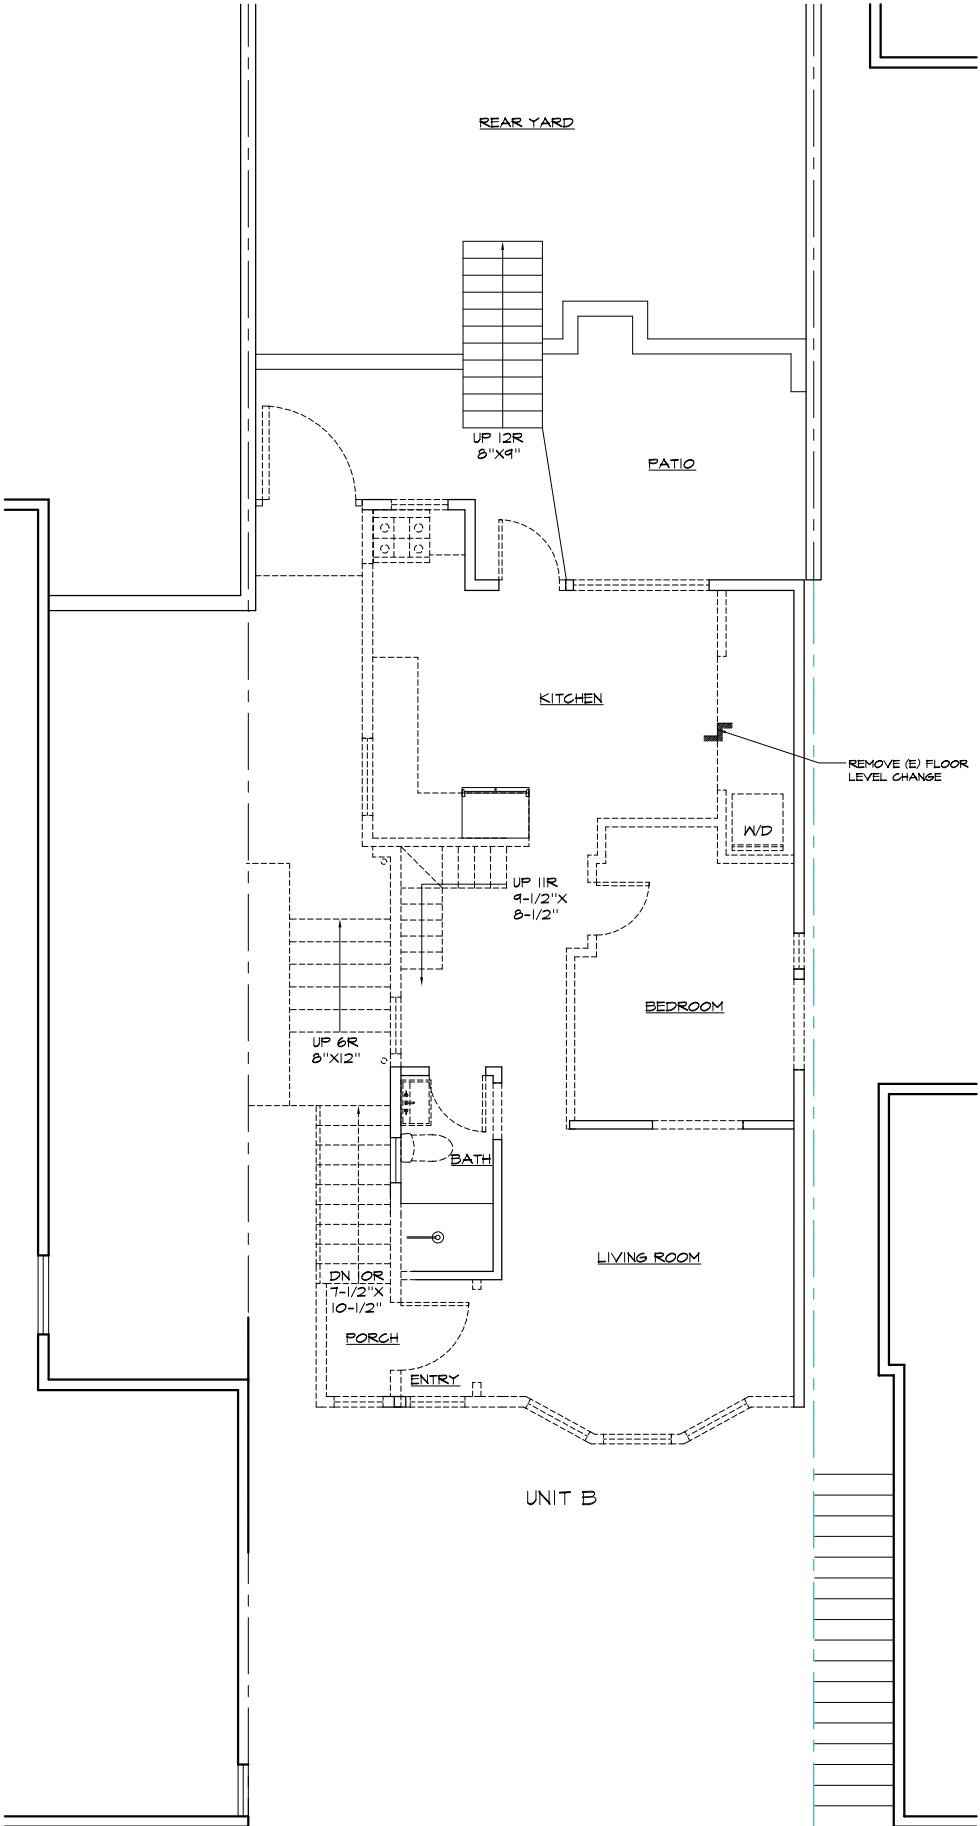 REAR YARD
UP 12R
8"X9"
PATIO
KITCHEN
REMOVE (E) FLOOR
LEVEL CHANGE
W/D
UP 11R
9-1/2"X
8-1/2"
BEDROOM
UP 6R
8"X12"
BATH
LIVING ROOM
DN 10R
7-1/2"X
10-1/2"
PORCH
ENTRY
UNIT B